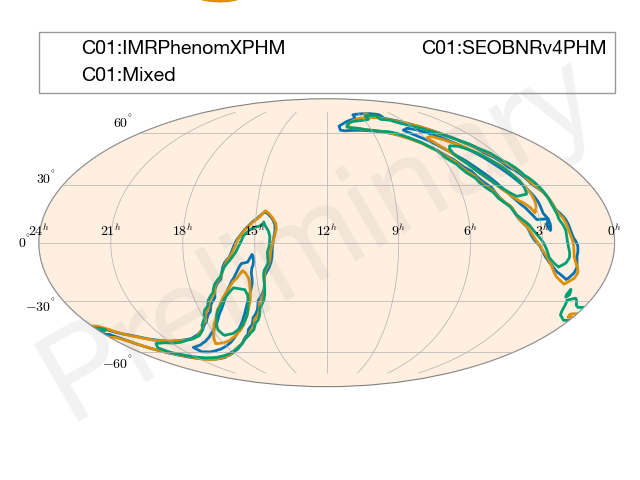 C01:IMRPhenomXPHM C01:SEOBNRv4PHM
C01:Mixed
60°
30°
0° 24h 21h 18h 15h 12h 9h 6h 3h 0h
−30°
−60°
Preliminary